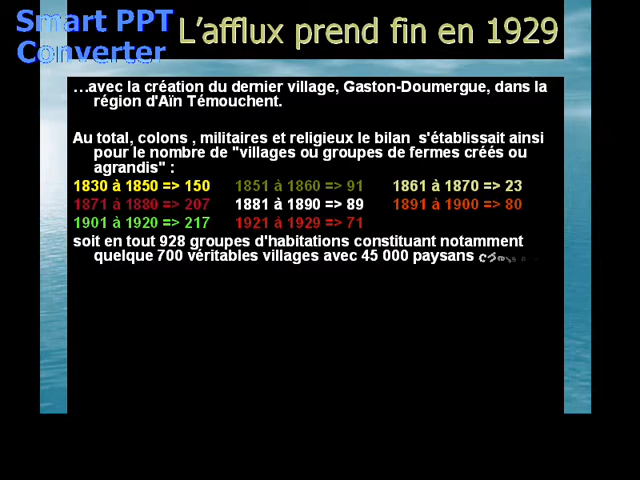 Smart PPT
Converter
L'afflux prend fin en 1929
...avec la création du dernier village, Gaston-Doumergue, dans la
région d'Aïn Témouchent.
Au total, colons , militaires et religieux le bilan s'établissait ainsi
pour le nombre de "villages ou groupes de fermes créés ou
agrandis" :
1830 à 1850 => 150 1851 à 1860 => 91 1861 à 1870 => 23
1871 à 1880 => 207 1881 à 1890 => 89 1891 à 1900 => 80
1901 à 1920 => 217 1921 à 1929 => 71
soit en tout 928 groupes d'habitations constituant notamment
quelque 700 véritables villages avec 45 000 paysans